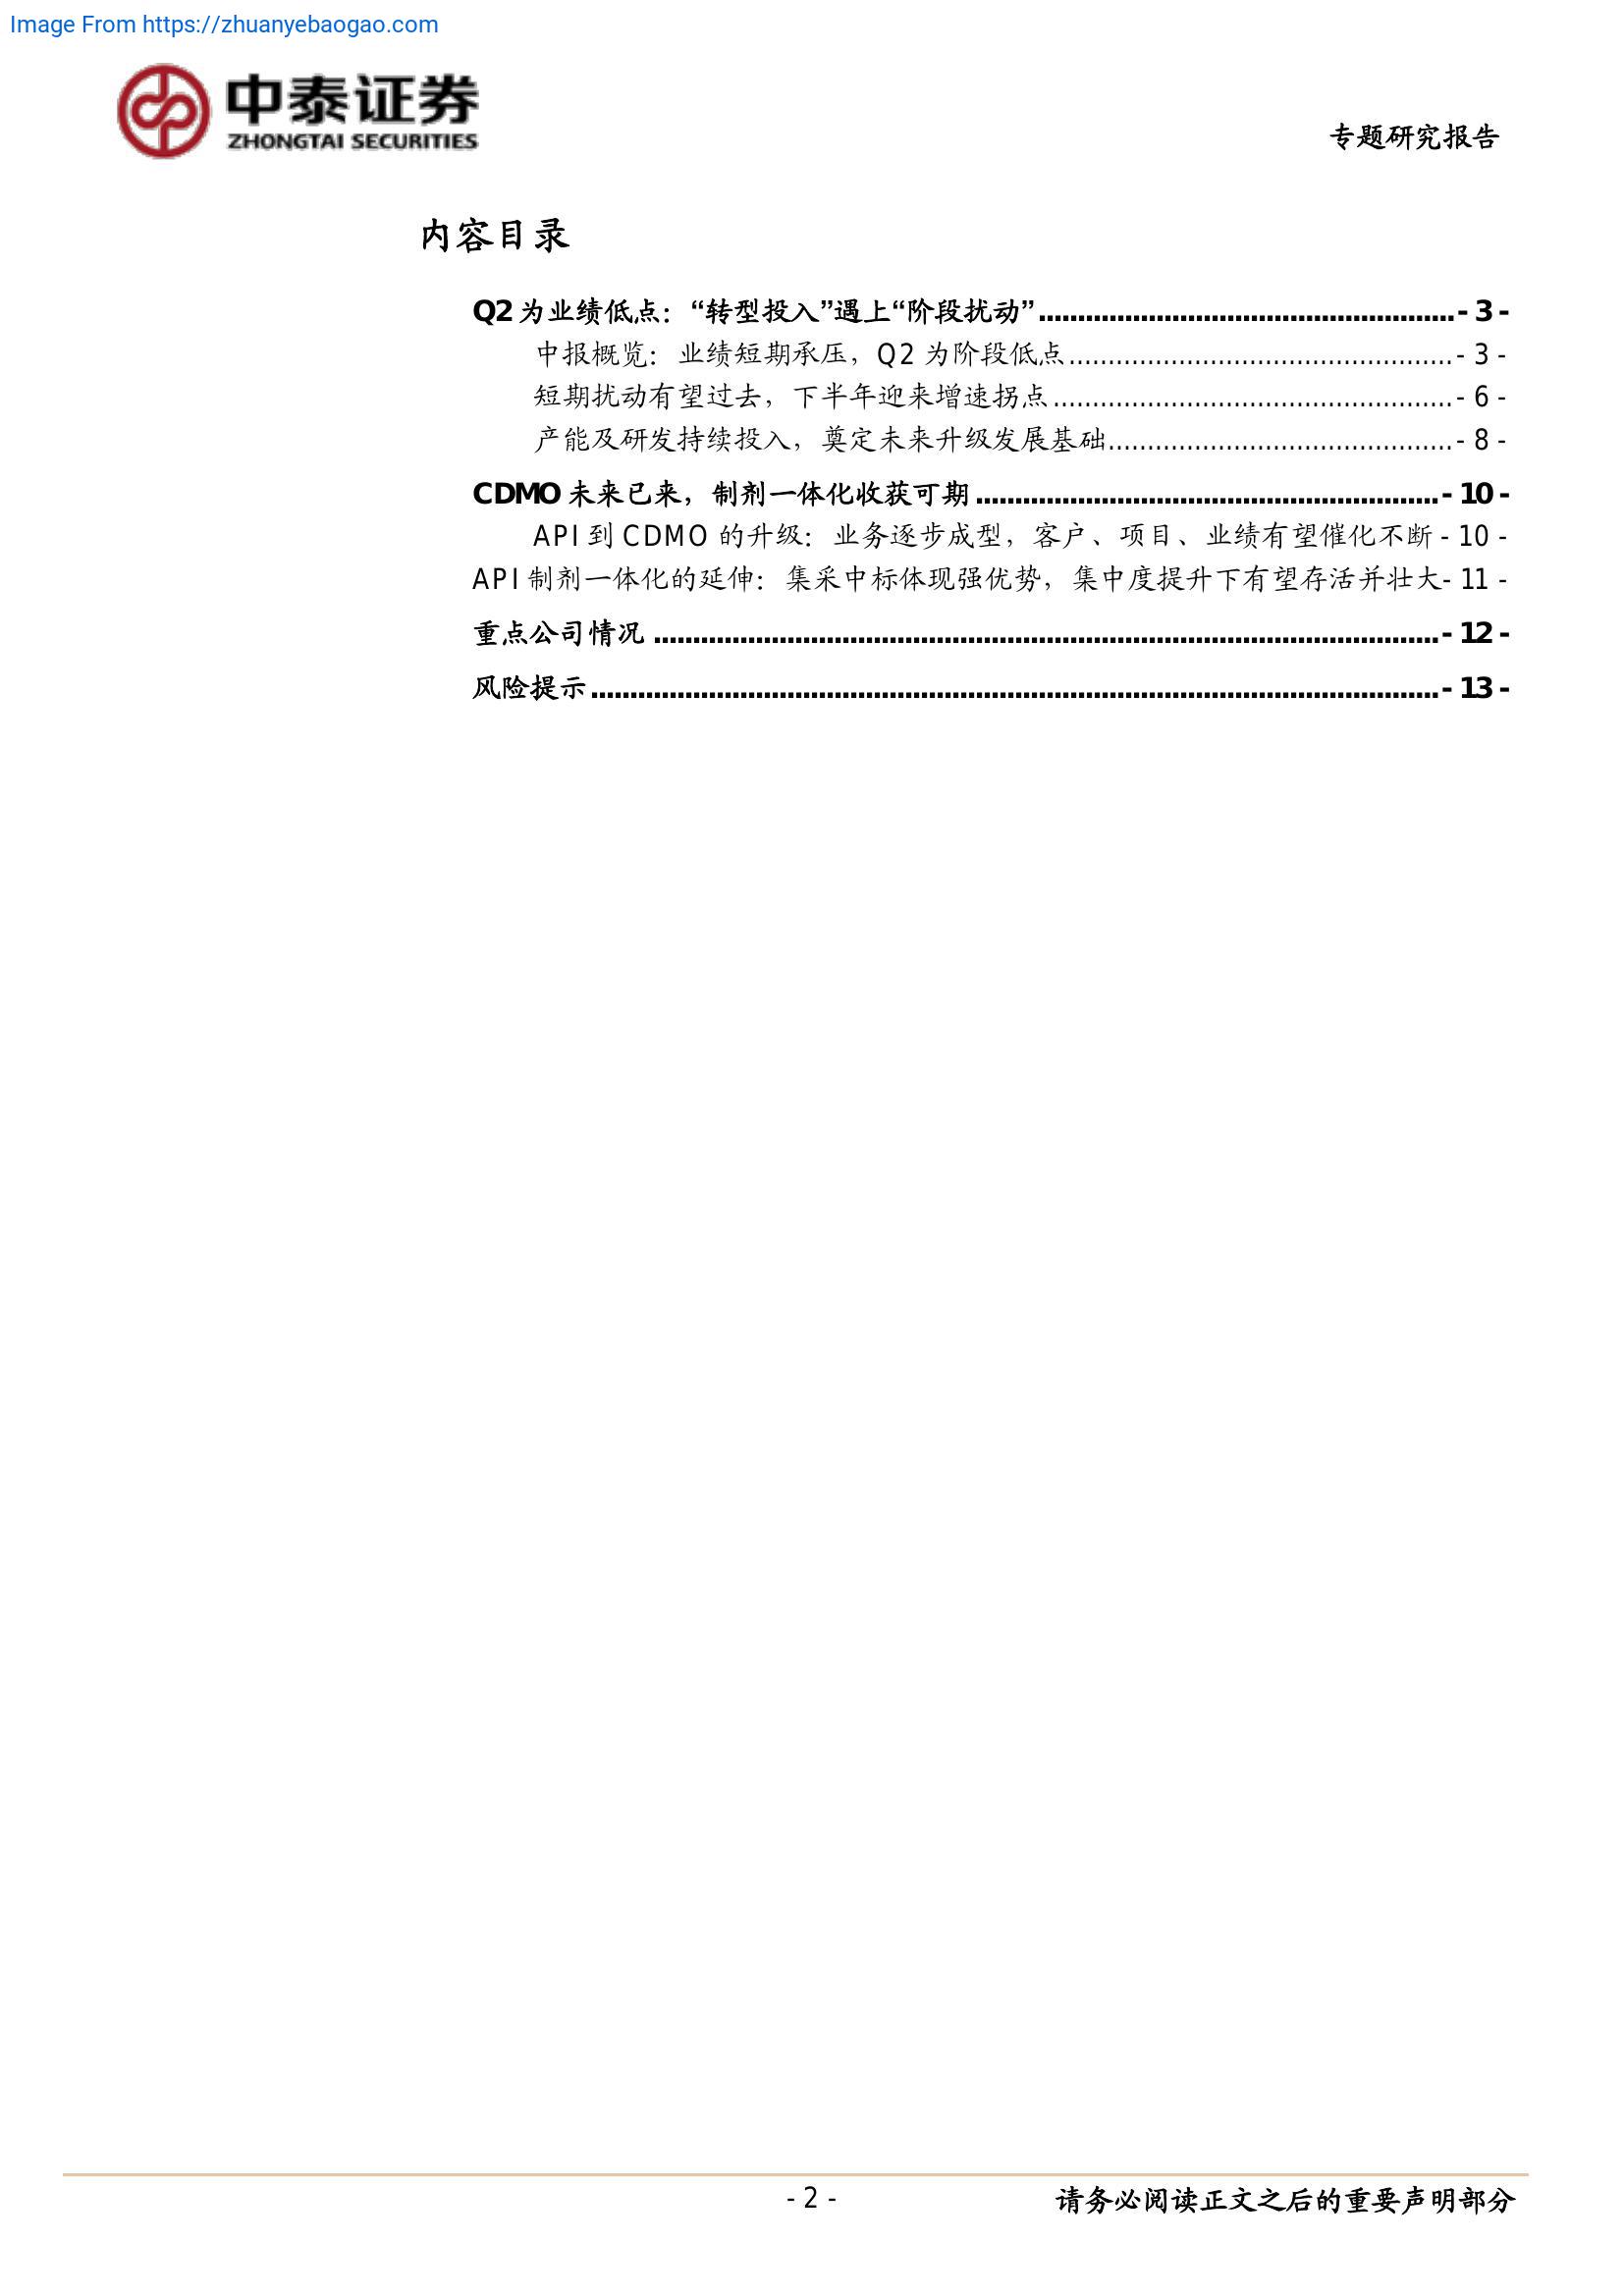 Image From https://zhuanyebaogao.com
中泰证券
ZHONGTAI SECURITIES
专题研究报告
内容目录
Q2 为业绩低点：“转型投入”遇上“阶段扰动”.....................................................- 3 -
中报概览：业绩短期承压，Q2 为阶段低点.................................................- 3 -
短期扰动有望过去，下半年迎来增速拐点...................................................- 6 -
产能及研发持续投入，奠定未来升级发展基础............................................- 8 -
CDMO 未来已来，制剂一体化收获可期...........................................................- 10 -
API 到 CDMO 的升级：业务逐步成型，客户、项目、业绩有望催化不断 - 10 -
API 制剂一体化的延伸：集采中标体现强优势，集中度提升下有望存活并壮大- 11 -
重点公司情况....................................................................................................- 12 -
风险提示............................................................................................................- 13 -
- 2 -
请务必阅读正文之后的重要声明部分